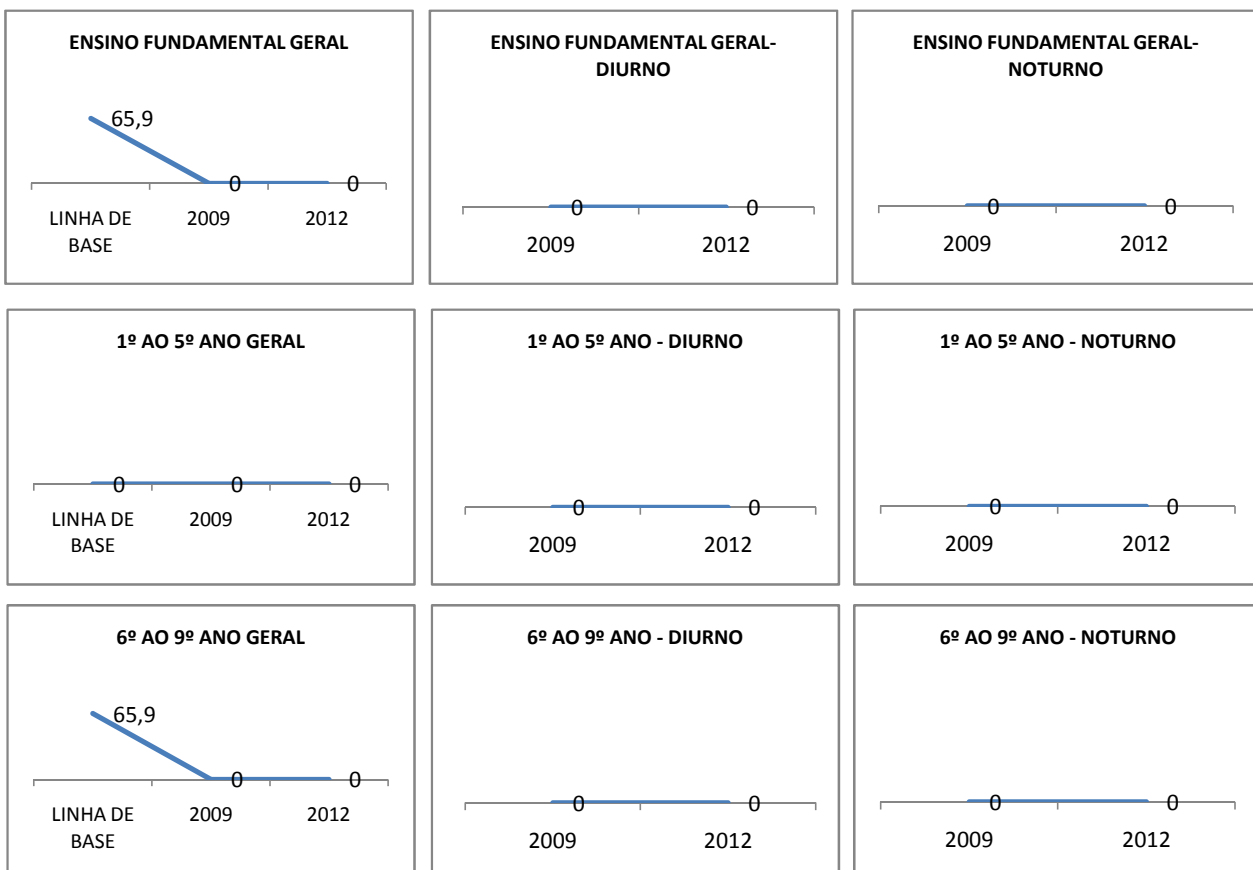 ENSINO FUNDAMENTAL GERAL
65,9
0
0
LINHA DE
BASE
2009
2012
ENSINO FUNDAMENTAL GERAL-
DIURNO
0
0
2009
2012
ENSINO FUNDAMENTAL GERAL-
NOTURNO
0
0
2009
2012
1º AO 5º ANO GERAL
0
0
0
LINHA DE
BASE
2009
2012
1º AO 5º ANO - DIURNO
0
0
2009
2012
1º AO 5º ANO - NOTURNO
0
0
2009
2012
6º AO 9º ANO GERAL
65,9
0
0
LINHA DE
BASE
2009
2012
6º AO 9º ANO - DIURNO
0
0
2009
2012
6º AO 9º ANO - NOTURNO
0
0
2009
2012